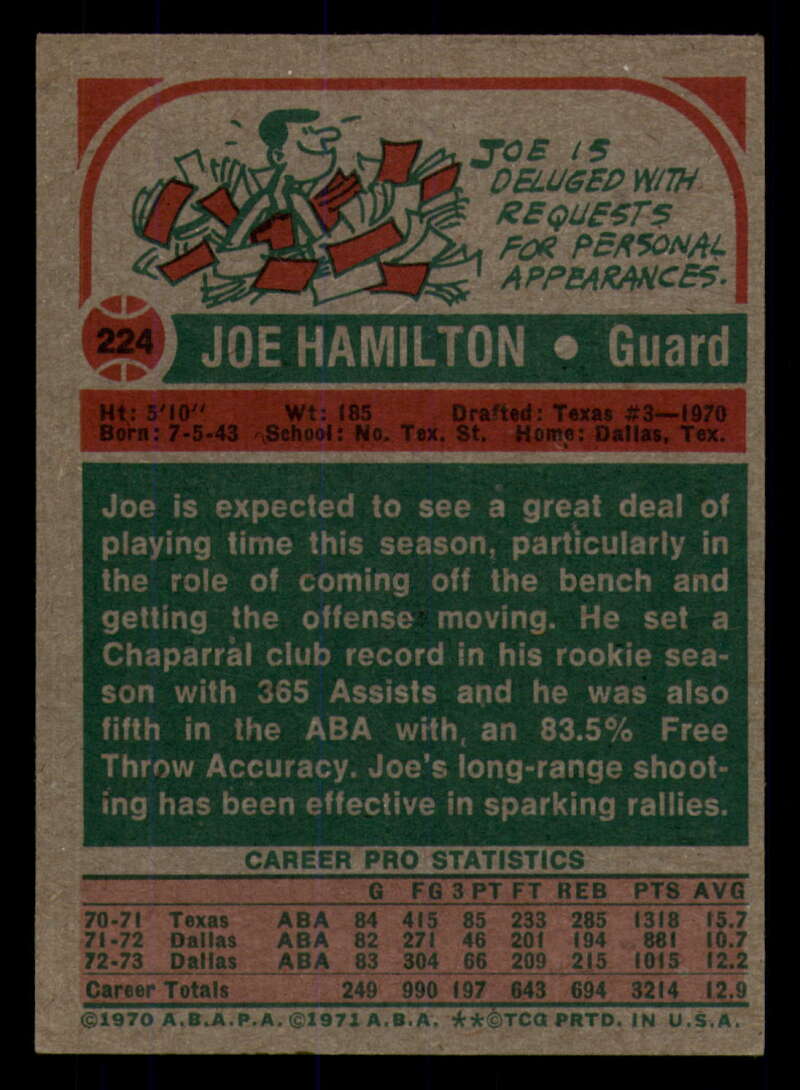 JOE IS
DELUGED WITH
REQUESTS
FOR PERSONAL
APPEARANCES.
224 JOE HAMILTON • Guard
Ht: 5'10" Wt: 185 Drafted: Texas #3—1970
Born: 7-5-43 School: No. Tex. St. Home: Dallas, Tex.
Joe is expected to see a great deal of
playing time this season, particularly in
the role of coming off the bench and
getting the offense moving. He set a
Chaparral club record in his rookie sea-
son with 365 Assists and he was also
fifth in the ABA with an 83.5% Free
Throw Accuracy. Joe's long-range shoot-
ing has been effective in sparking rallies.
CAREER PRO STATISTICS
G FG 3 PT FT REB PTS AVG
70-71 Texas ABA 84 415 85 233 285 1318 15.7
71-72 Dallas ABA 82 271 46 201 194 881 10.7
72-73 Dallas ABA 83 304 66 209 215 1015 12.2
Career Totals 249 990 197 643 694 3214 12.9
©1970 A.B.A.P.A. ©1971 A.B.A. **©TCG PRTD. IN U.S.A.